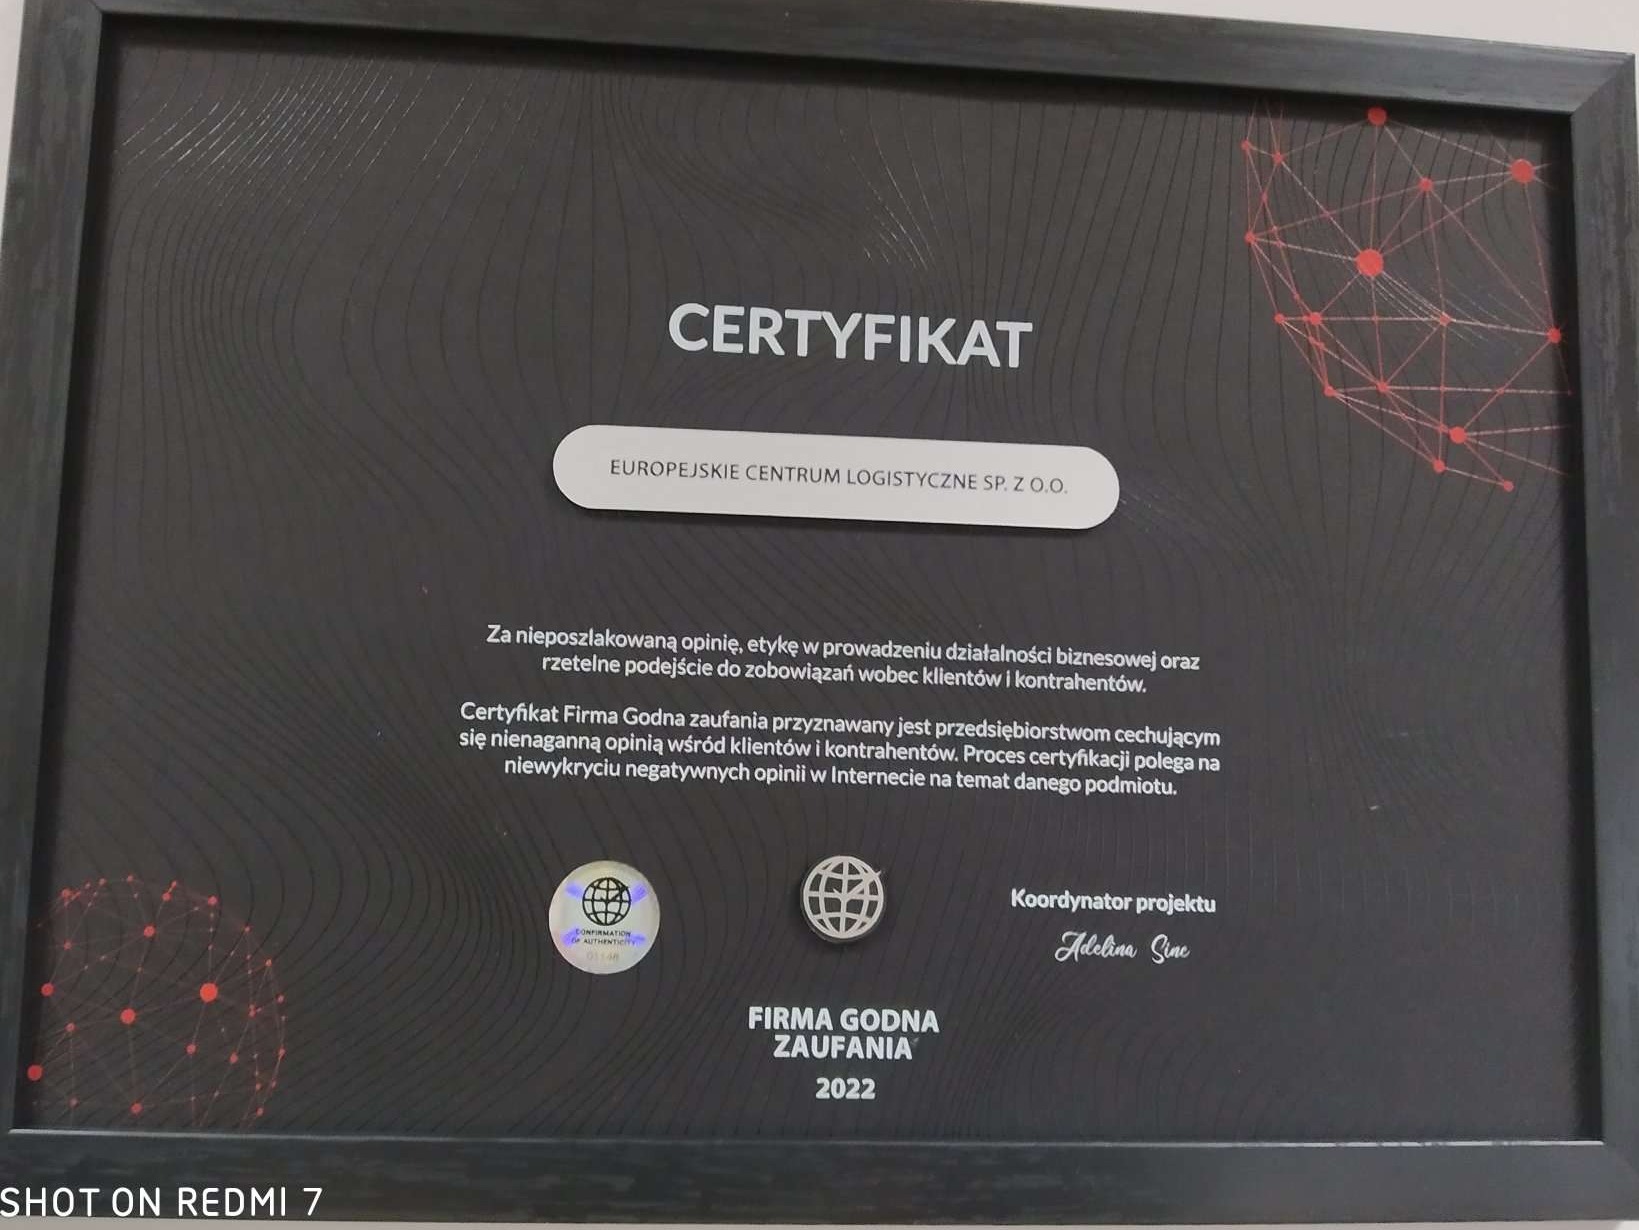 CERTYFIKAT
EUROPEJSKIE CENTRUM LOGISTYCZNE SP. Z O.O.
Za nieposzlakowaną opinię, etykę w prowadzeniu działalności biznesowej oraz
rzetelne podejście do zobowiązań wobec klientów i kontrahentów.
Certyfikat Firma Godna zaufania przyznawany jest przedsiębiorstwom cechującym
się nienaganną opinią wśród klientów i kontrahentów. Proces certyfikacji polega na
niewykryciu negatywnych opinii w Internecie na temat danego podmiotu.
CONFIRMATION
OF AUTHENTICITY
Koordynator projektu
Adelina Sinc
FIRMA GODNA
ZAUFANIA
2022
SHOT ON REDMI 7